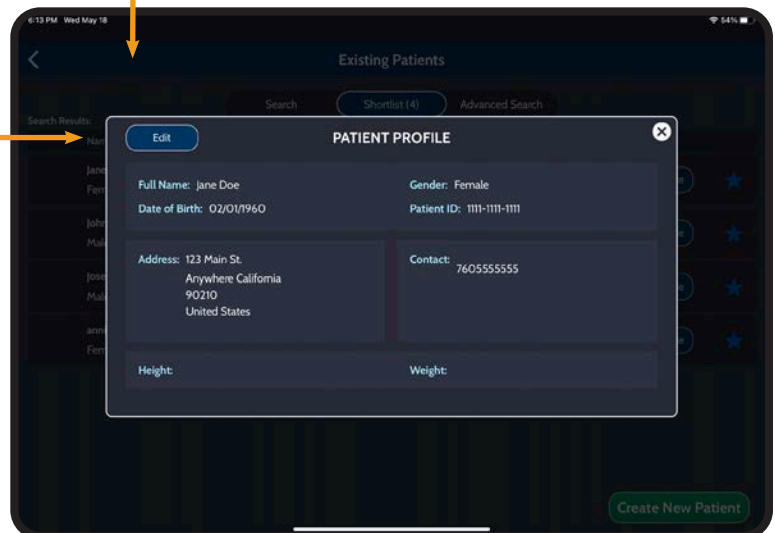 6:13 PM Wed May 18 54%
Existing Patients
Search Shortlist (4) Advanced Search
Search Results:
Edit PATIENT PROFILE
Full Name: Jane Doe Gender: Female
Date of Birth: 02/01/1960 Patient ID: 1111-1111-1111
Address: 123 Main St. Contact: 7605555555
Anywhere California
90210
United States
Height: Weight:
Create New Patient